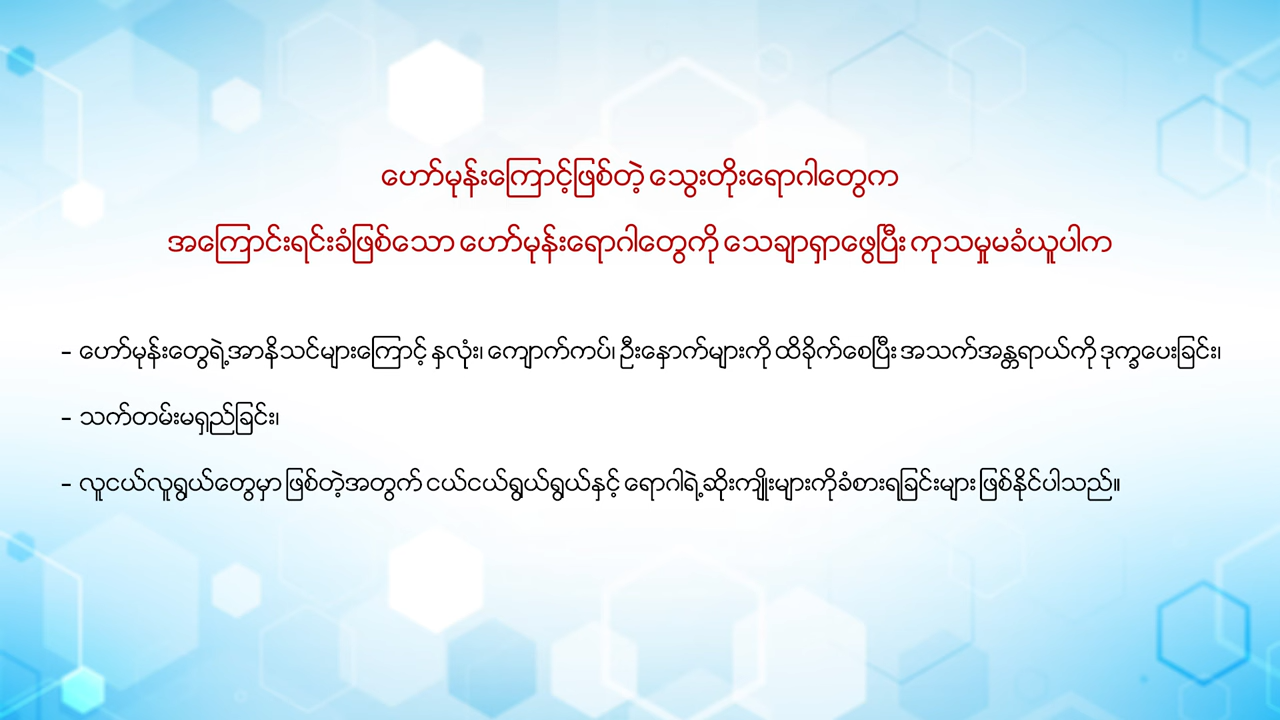 ဟော်မုန်းကြောင့်ဖြစ်တဲ့ သွေးတိုးရောဂါတွေက
အကြောင်းရင်းခံဖြစ်သော ဟော်မုန်းရောဂါတွေကို သေချာရှာဖွေပြီး ကုသမှုမခံယူပါက
- ဟော်မုန်းတွေရဲ့အာနိသင်များကြောင့် နှလုံး၊ ကျောက်ကပ်၊ ဦးနှောက်များကို ထိခိုက်စေပြီး အသက်အန္တရာယ်ကို ဒုက္ခပေးခြင်း၊
- သက်တမ်းမရှည်ခြင်း၊
- လူငယ်လူရွယ်တွေမှာ ဖြစ်တဲ့အတွက် ငယ်ငယ်ရွယ်ရွယ်နှင့် ရောဂါရဲ့ဆိုးကျိုးများကိုခံစားရခြင်းများ ဖြစ်နိုင်ပါသည်။